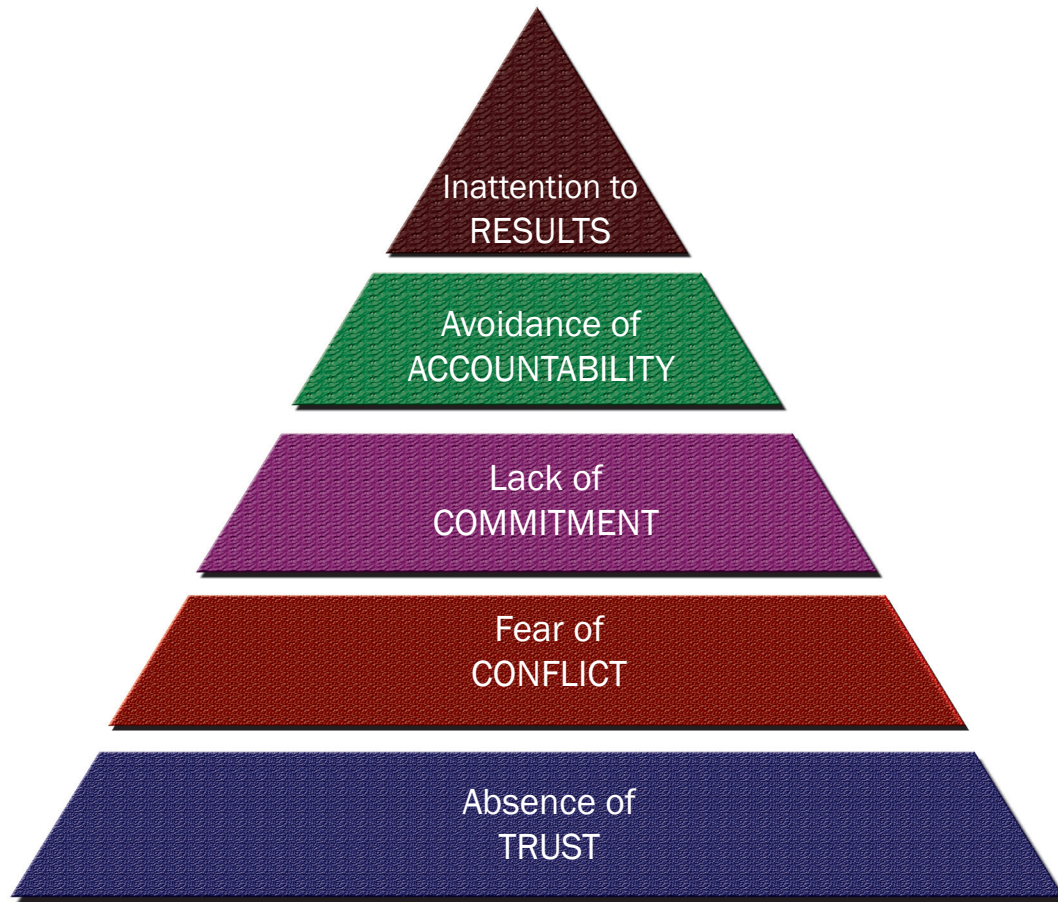 Inattention to
RESULTS
Avoidance of
ACCOUNTABILITY
Lack of
COMMITMENT
Fear of
CONFLICT
Absence of
TRUST